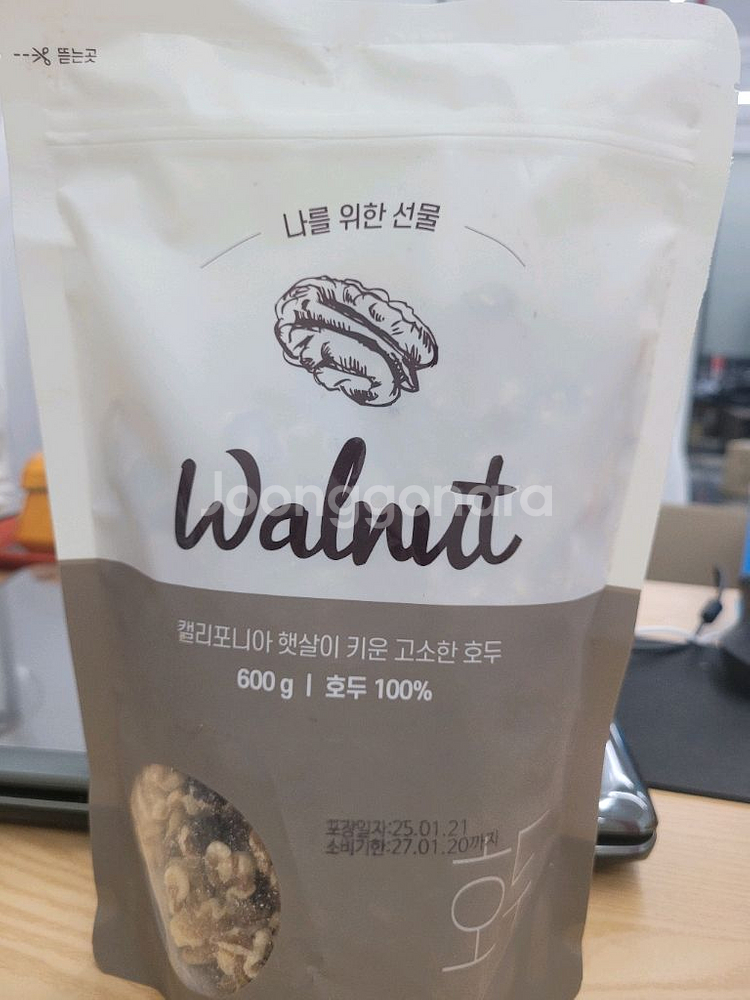 뜯는곳
나를 위한 선물
Walnut
Joonggonara
캘리포니아 햇살이 키운 고소한 호두
600 g | 호두 100%
포장일자:25.01.21
소비기한:27.01.20까지
호두